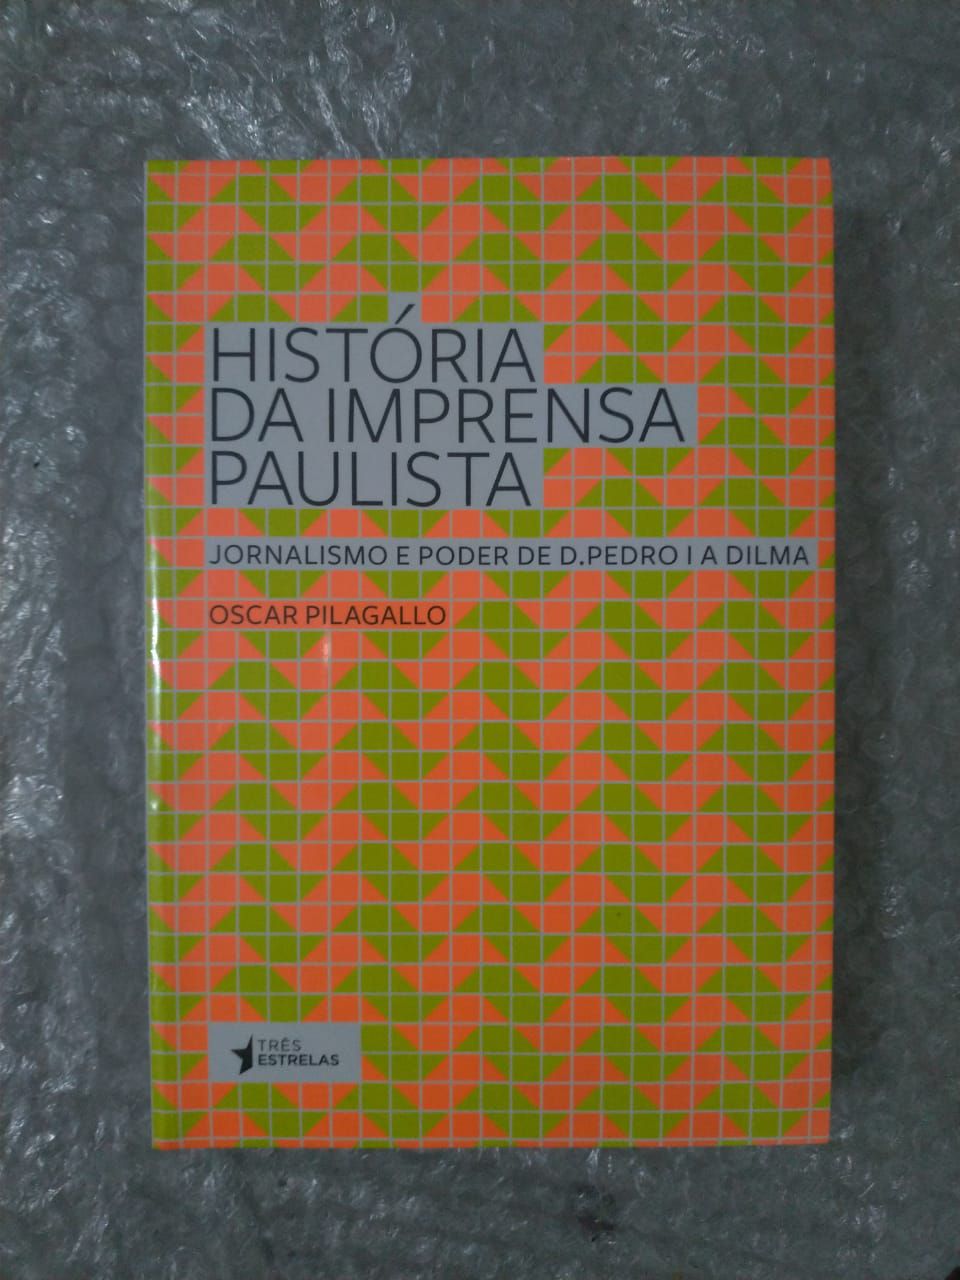 HISTÓRIA
DA IMPRENSA
PAULISTA
JORNALISMO E PODER DE D.PEDRO I A DILMA
OSCAR PILAGALLO
TRÊS
ESTRELAS